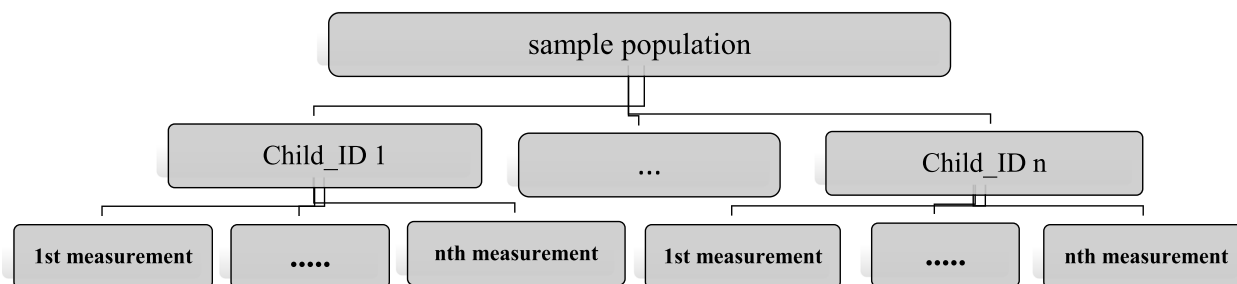 sample population
Child_ID 1
...
Child_ID n
1st measurement
.....
nth measurement
1st measurement
.....
nth measurement